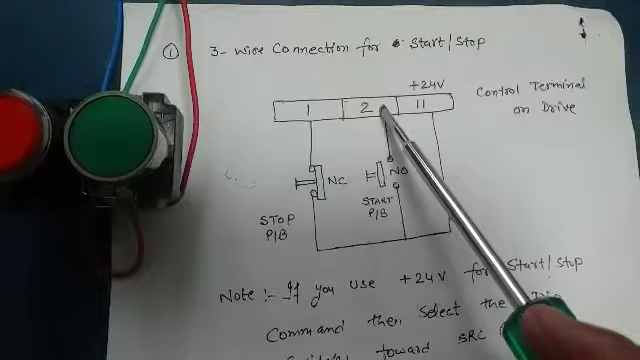 ① 3-wire Connection for Start/Stop
+24V
1 2 11
Control Terminal
on Drive
NC
NO
STOP
P/B
START
P/B
Note :- If you use +24V for Start/Stop
Command then Select the
toward SRC